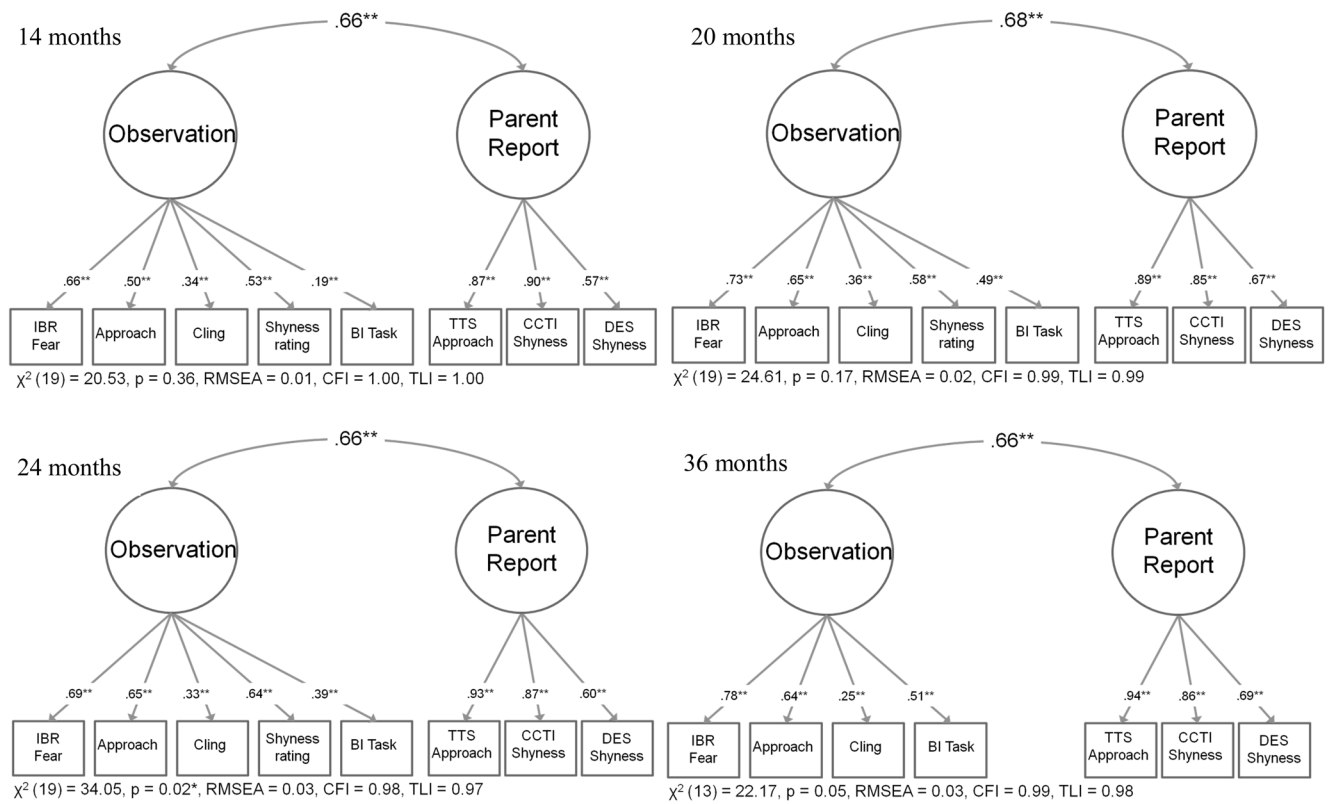 14 months
.66**
Observation
Parent
Report
.66**
.50**
.34**
.53**
.19**
.87**
.90**
.57**
IBR
Fear
Approach
Cling
Shyness
rating
BI Task
TTS
Approach
CCTI
Shyness
DES
Shyness
χ² (19) = 20.53, p = 0.36, RMSEA = 0.01, CFI = 1.00, TLI = 1.00
20 months
.68**
Observation
Parent
Report
.73**
.65**
.36**
.58**
.49**
.89**
.85**
.67**
IBR
Fear
Approach
Cling
Shyness
rating
BI Task
TTS
Approach
CCTI
Shyness
DES
Shyness
χ² (19) = 24.61, p = 0.17, RMSEA = 0.02, CFI = 0.99, TLI = 0.99
24 months
.66**
Observation
Parent
Report
.69**
.65**
.33**
.64**
.39**
.93**
.87**
.60**
IBR
Fear
Approach
Cling
Shyness
rating
BI Task
TTS
Approach
CCTI
Shyness
DES
Shyness
χ² (19) = 34.05, p = 0.02*, RMSEA = 0.03, CFI = 0.98, TLI = 0.97
36 months
.66**
Observation
Parent
Report
.78**
.64**
.25**
.51**
.94**
.86**
.69**
IBR
Fear
Approach
Cling
BI Task
TTS
Approach
CCTI
Shyness
DES
Shyness
χ² (13) = 22.17, p = 0.05, RMSEA = 0.03, CFI = 0.99, TLI = 0.98